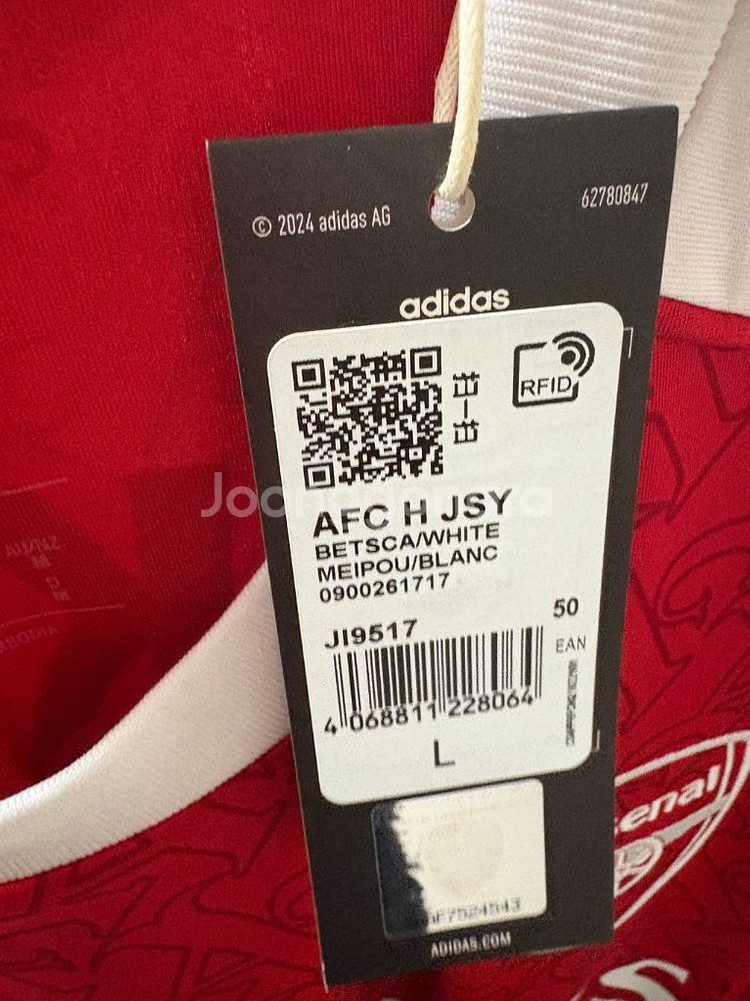 © 2024 adidas AG
62780847
adidas
RFID
AFC H JSY
BETSCA/WHITE
MEIPOU/BLANC
0900261717
JI9517
50
EAN
4 068811 228064
L
ADIDAS.COM
senal